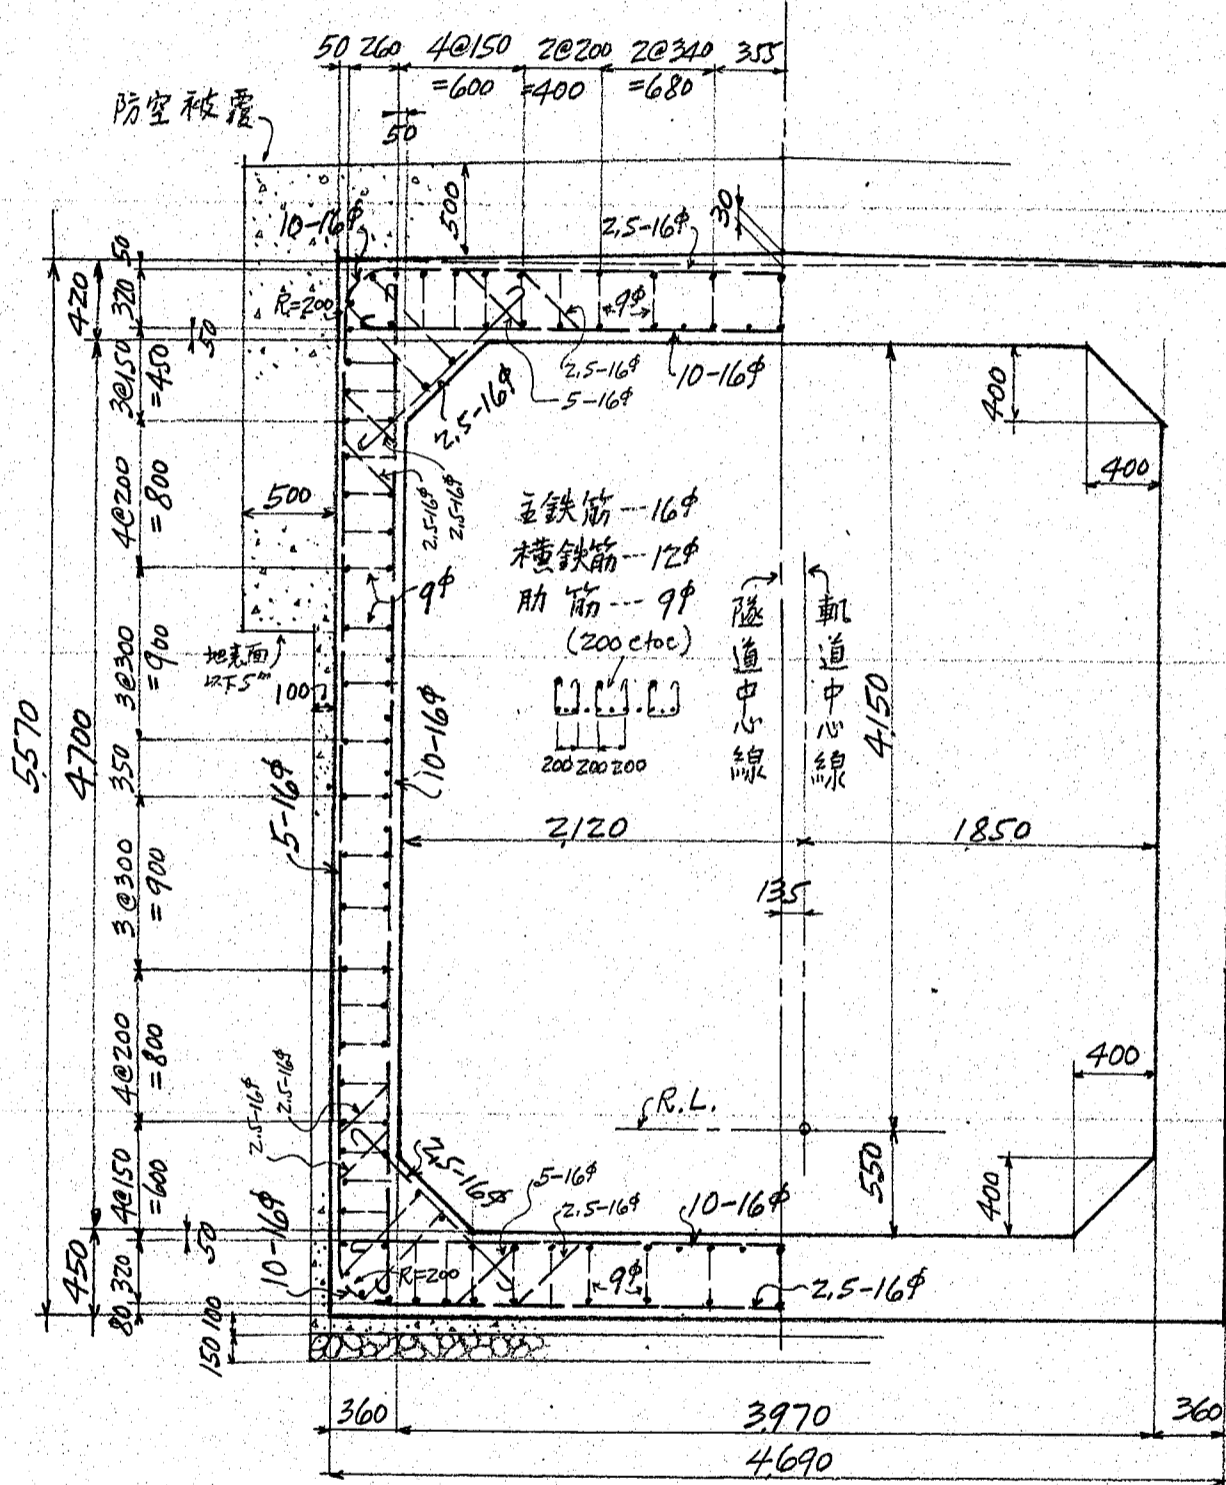 50 260 4@150 2@200 2@340 355
=600 =400 =680
50
防空被覆
500
30
10-16φ
2.5-16φ
R=200
9φ
2.5-16φ
5-16φ
10-16φ
2.5-16φ
2.5-16φ
2.5-16φ
400
400
5570
420
4700
450
50
320
50
3@150
=450
4@200
=800
3@300
=900
350
3@300
=900
4@200
=800
4@150
=600
50
320
80
150 100
500
地表面
以下5m
100
9φ
主鉄筋---16φ
横鉄筋---12φ
肋筋---9φ
(200 ctoc)
200 200 200
隧道中心線
軌道中心線
4150
10-16φ
5-16φ
2120
1850
135
R.L.
550
400
400
2.5-16φ
2.5-16φ
2.5-16φ
5-16φ
2.5-16φ
10-16φ
10-16φ
R=200
9φ
2.5-16φ
360
3970
360
4690